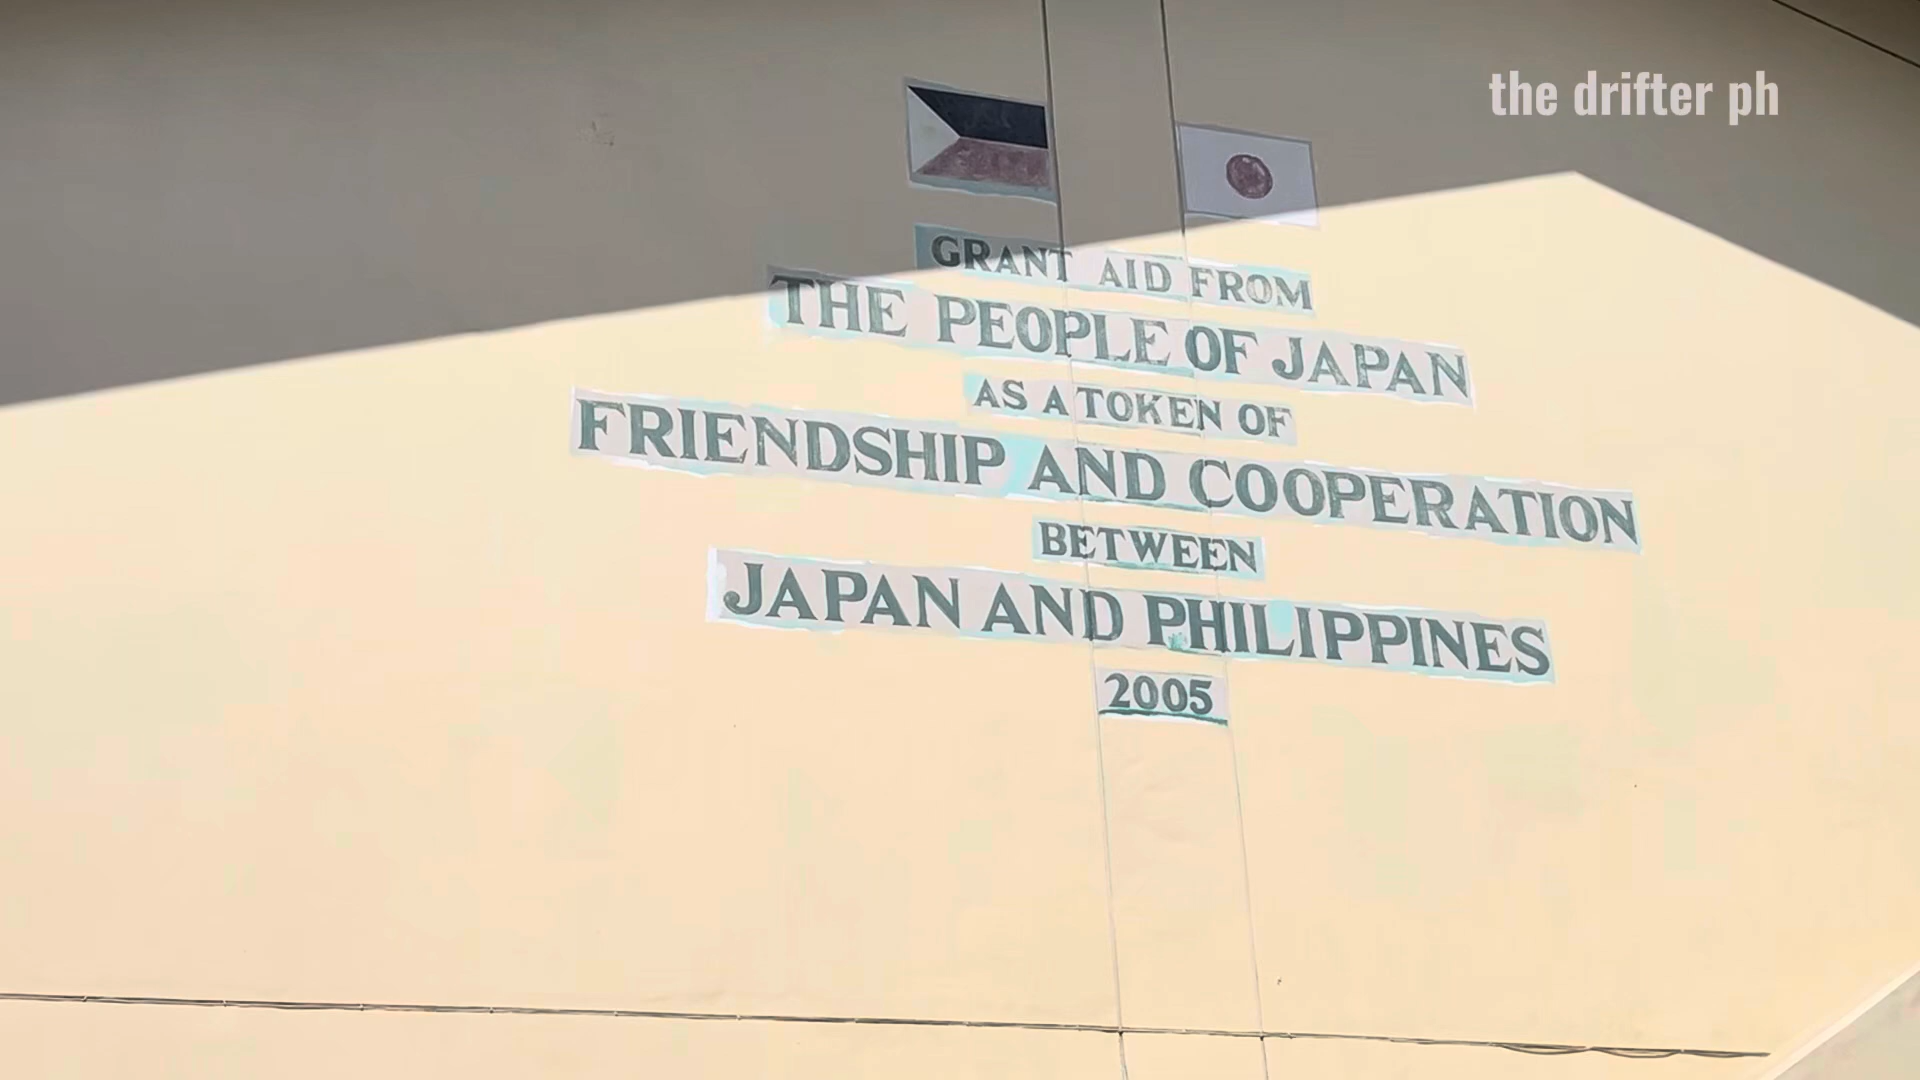 the drifter ph
GRANT AID FROM
THE PEOPLE OF JAPAN
AS A TOKEN OF
FRIENDSHIP AND COOPERATION
BETWEEN
JAPAN AND PHILIPPINES
2005